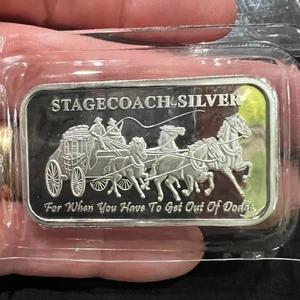 STAGECOACH SILVER
For When You Have To Get Out Of Dodge